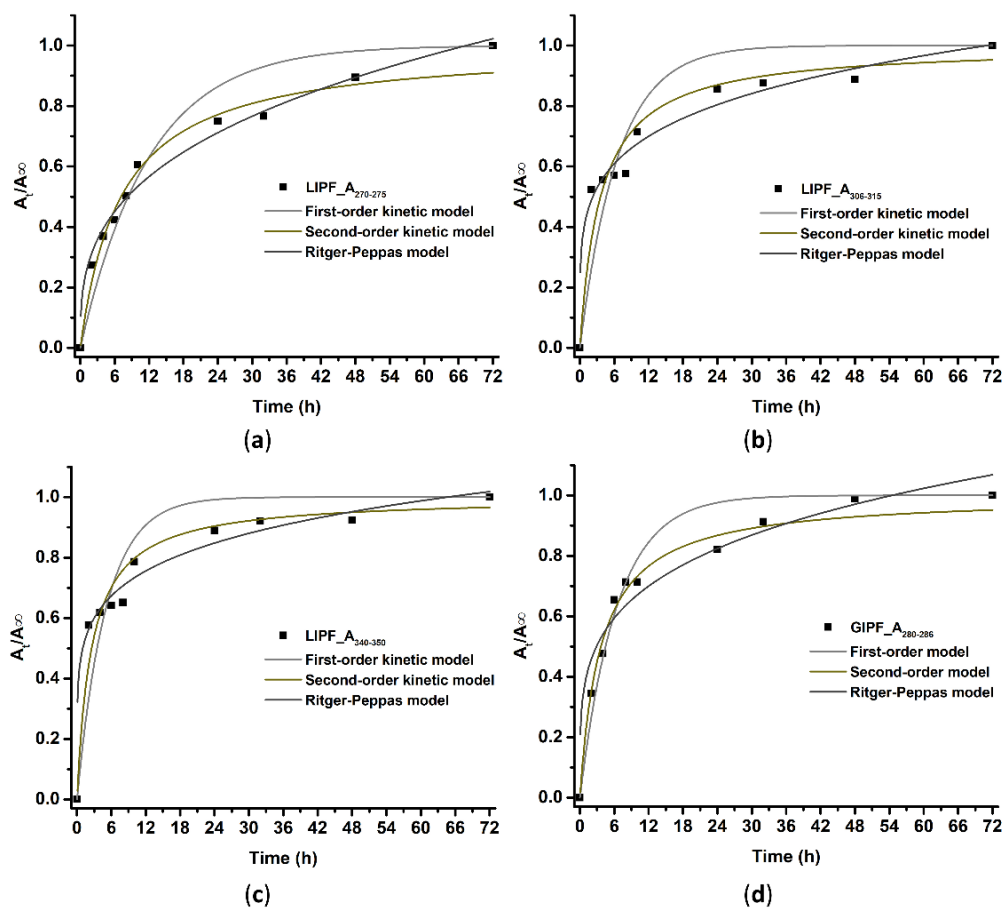 1.0
0.8
0.6
0.4
0.2
0.0
At/A∞
LIPF_A270-275
First-order kinetic model
Second-order kinetic model
Ritger-Peppas model
0 6 12 18 24 30 36 42 48 54 60 66 72
Time (h)
(a)
1.0
0.8
0.6
0.4
0.2
0.0
At/A∞
LIPF_A306-315
First-order kinetic model
Second-order kinetic model
Ritger-Peppas model
0 6 12 18 24 30 36 42 48 54 60 66 72
Time (h)
(b)
1.0
0.8
0.6
0.4
0.2
0.0
At/A∞
LIPF_A340-350
First-order kinetic model
Second-order kinetic model
Ritger-Peppas model
0 6 12 18 24 30 36 42 48 54 60 66 72
Time (h)
(c)
1.0
0.8
0.6
0.4
0.2
0.0
At/A∞
GIPF_A280-286
First-order model
Second-order model
Ritger-Peppas model
0 6 12 18 24 30 36 42 48 54 60 66 72
Time (h)
(d)